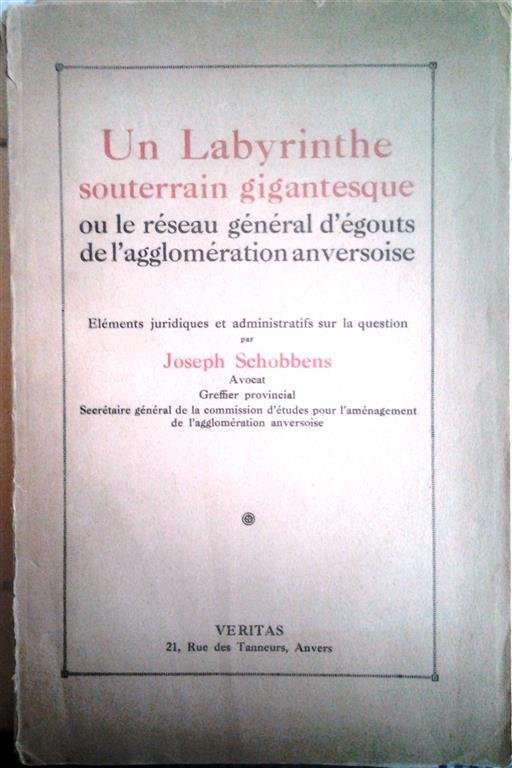 Un Labyrinthe
souterrain gigantesque
ou le réseau général d'égouts
de l'agglomération anversoise
Eléments juridiques et administratifs sur la question
par
Joseph Schobbens
Avocat
Greffier provincial
Secrétaire général de la commission d'études pour l'aménagement
de l'agglomération anversoise
VERITAS
21, Rue des Tanneurs, Anvers